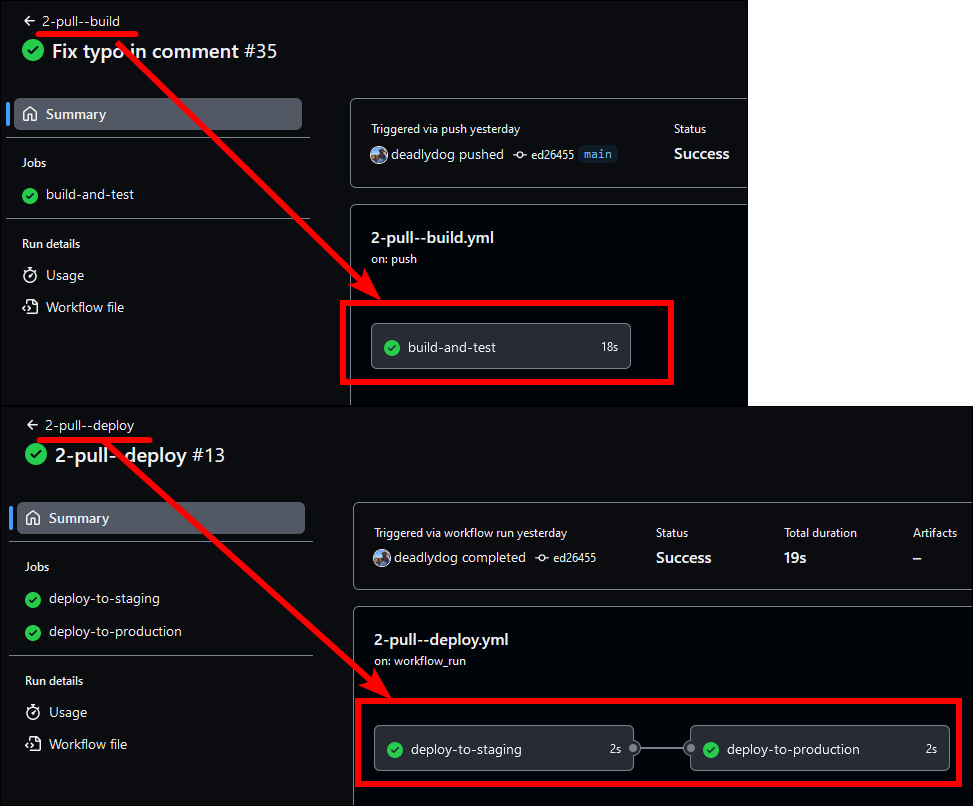 2-pull--build
Fix typo in comment #35
Summary
Jobs
build-and-test
Run details
Usage
Workflow file
Triggered via push yesterday
deadlydog pushed ed26455 main
Status
Success
2-pull--build.yml
on: push
build-and-test 18s
2-pull--deploy
2-pull--deploy #13
Summary
Jobs
deploy-to-staging
deploy-to-production
Run details
Usage
Workflow file
Triggered via workflow run yesterday
deadlydog completed ed26455
Status
Success
Total duration
19s
Artifacts
–
2-pull--deploy.yml
on: workflow_run
deploy-to-staging 2s
deploy-to-production 2s